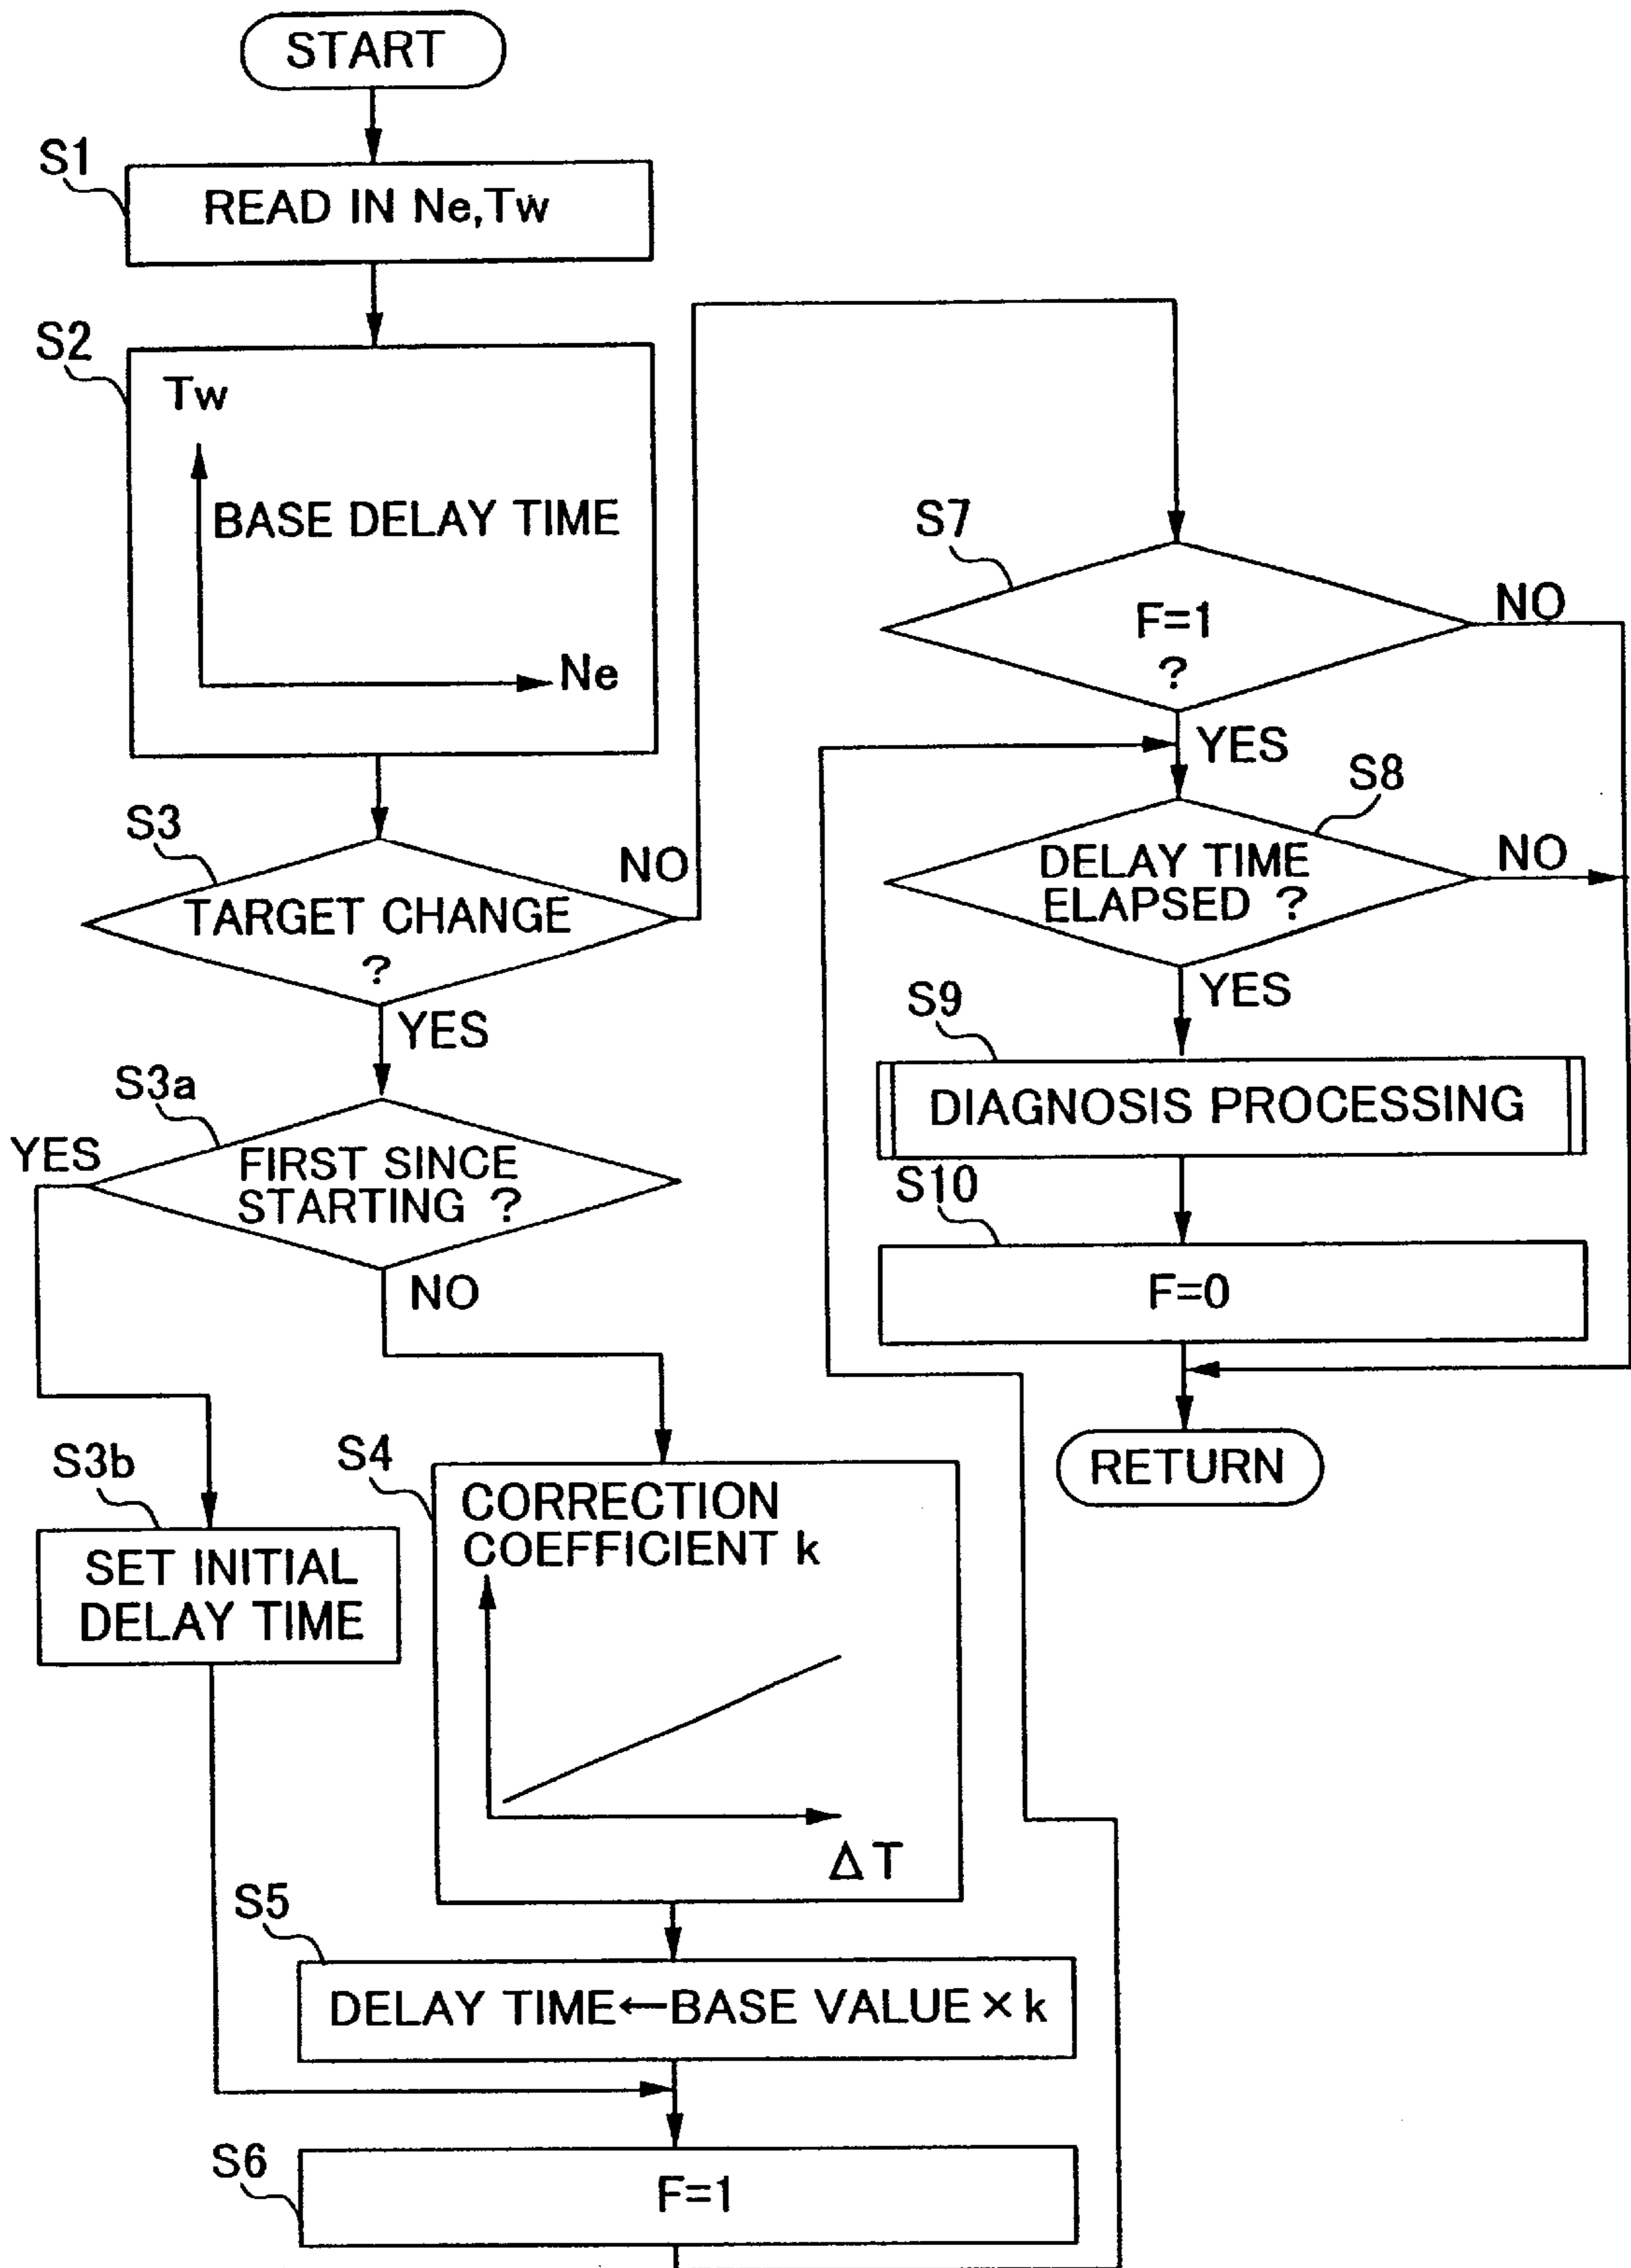 START
S1
READ IN Ne,Tw
S2
Tw
BASE DELAY TIME
Ne
S3
TARGET CHANGE
?
NO
YES
S3a
FIRST SINCE
STARTING ?
YES
NO
S3b
SET INITIAL
DELAY TIME
S4
CORRECTION
COEFFICIENT k
ΔT
S5
DELAY TIME←BASE VALUE × k
S6
F=1
S7
F=1
?
NO
YES
S8
DELAY TIME
ELAPSED ?
NO
YES
S9
DIAGNOSIS PROCESSING
S10
F=0
RETURN